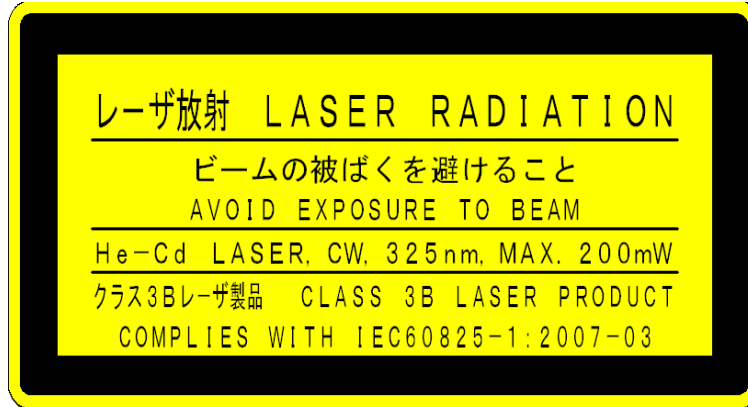 レーザ放射 LASER RADIATION
ビームの被ばくを避けること
AVOID EXPOSURE TO BEAM
He−Cd LASER, CW, 325nm, MAX. 200mW
クラス3Bレーザ製品 CLASS 3B LASER PRODUCT
COMPLIES WITH IEC60825−1:2007−03